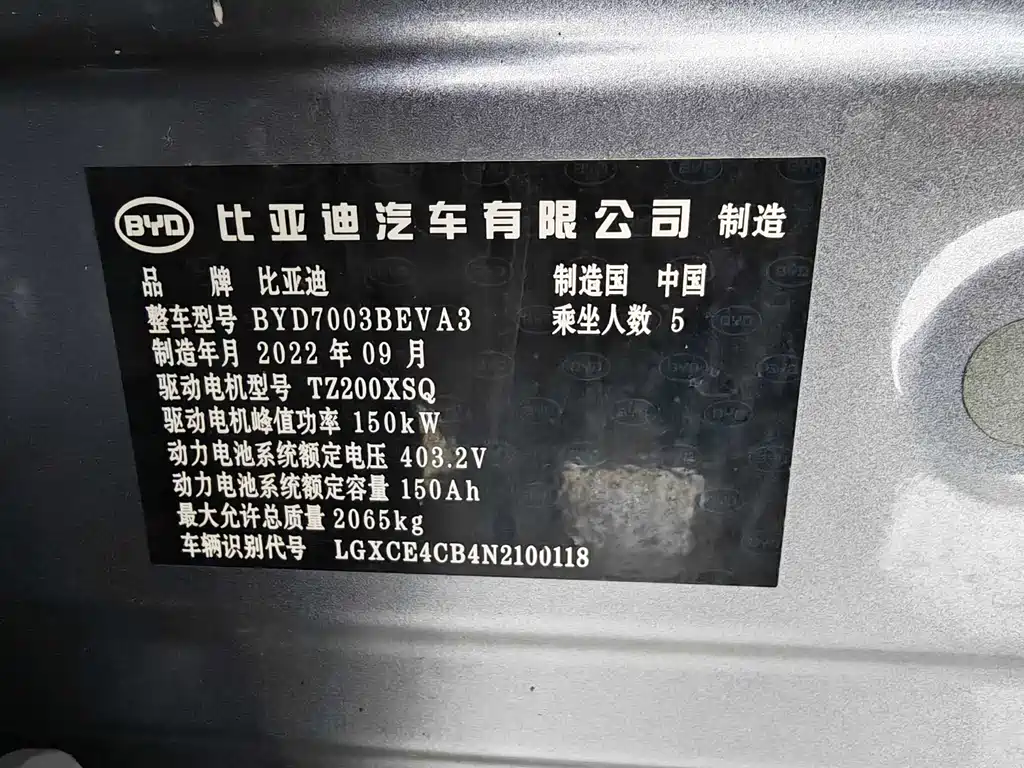 BYD 比亚迪汽车有限公司 制造
品 牌 比亚迪 制造国 中国
整车型号 BYD7003BEVA3 乘坐人数 5
制造年月 2022 年 09 月
驱动电机型号 TZ200XSQ
驱动电机峰值功率 150kW
动力电池系统额定电压 403.2V
动力电池系统额定容量 150Ah
最大允许总质量 2065kg
车辆识别代号 LGXCE4CB4N2100118